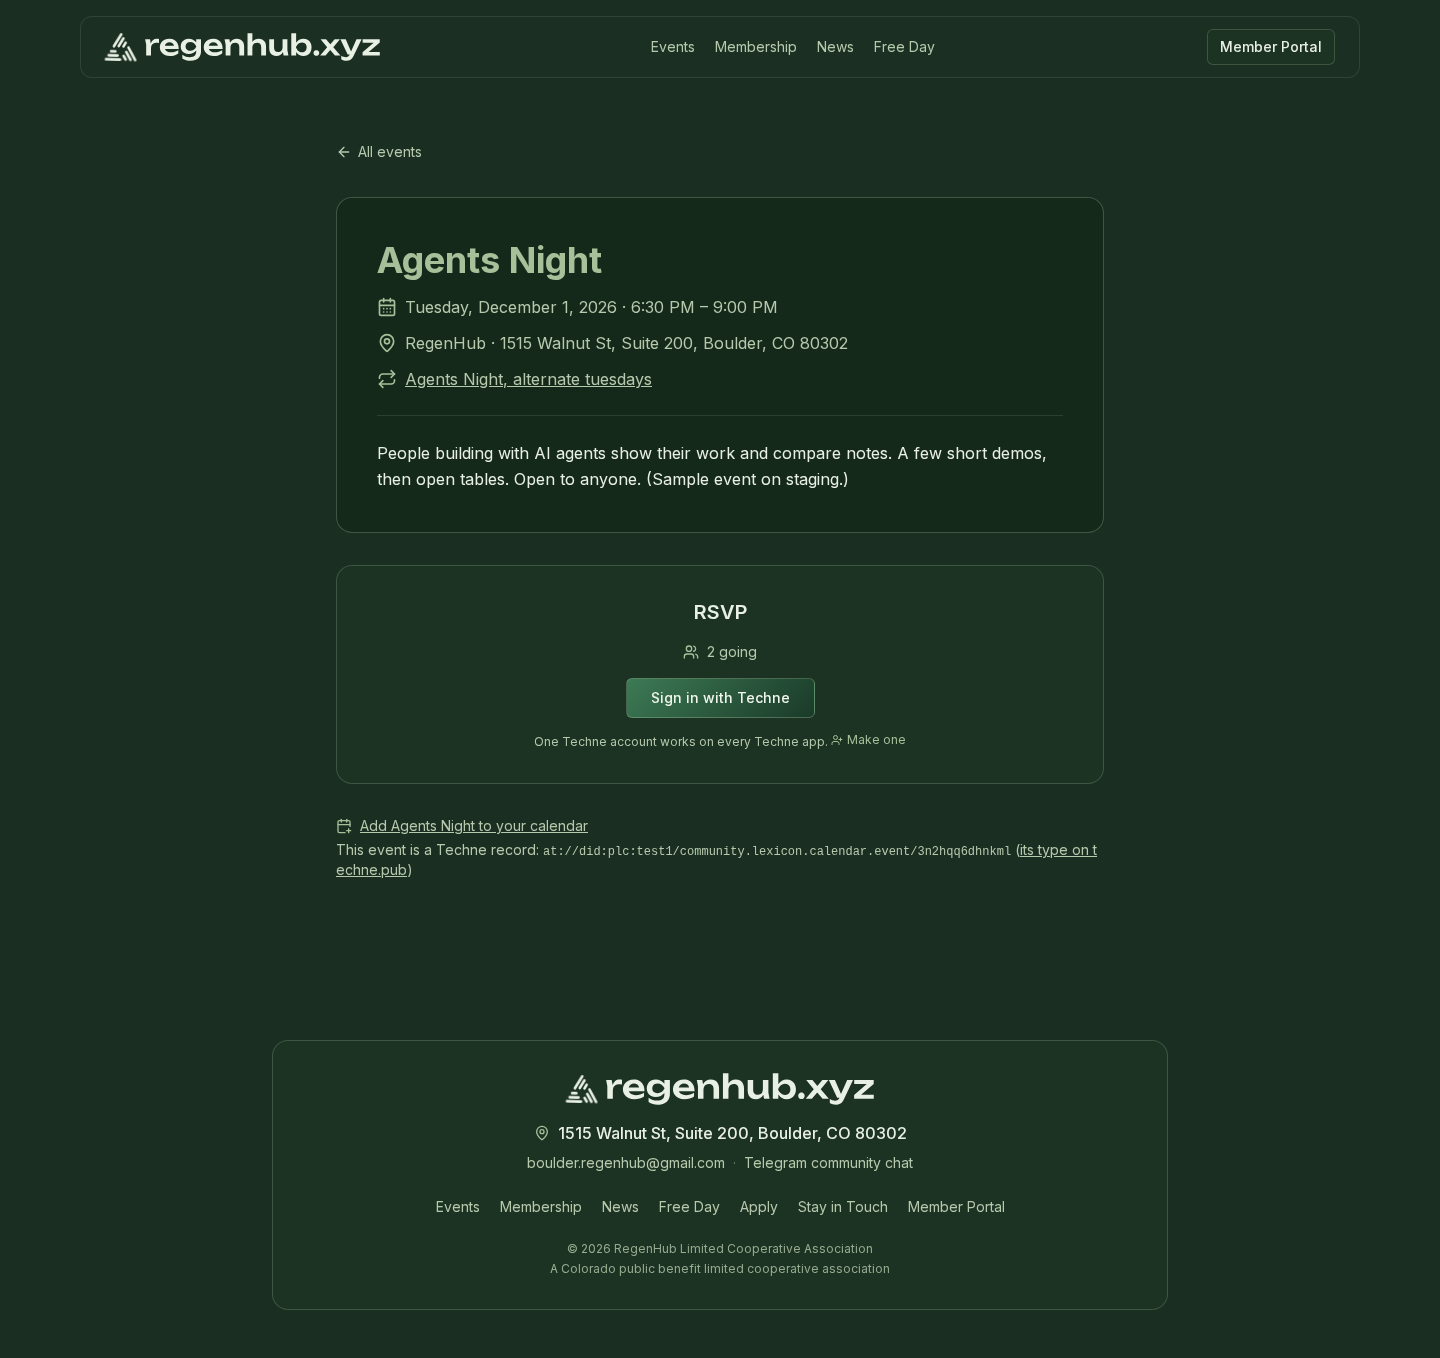 regenhub.xyz
Events Membership News Free Day
Member Portal
All events
Agents Night
Tuesday, December 1, 2026 · 6:30 PM – 9:00 PM
RegenHub · 1515 Walnut St, Suite 200, Boulder, CO 80302
Agents Night, alternate tuesdays
People building with AI agents show their work and compare notes. A few short demos,
then open tables. Open to anyone. (Sample event on staging.)
RSVP
2 going
Sign in with Techne
One Techne account works on every Techne app. Make one
Add Agents Night to your calendar
This event is a Techne record: at://did:plc:test1/community.lexicon.calendar.event/3n2hqq6dhnkml (its type on t
echne.pub)
regenhub.xyz
1515 Walnut St, Suite 200, Boulder, CO 80302
boulder.regenhub@gmail.com · Telegram community chat
Events Membership News Free Day Apply Stay in Touch Member Portal
© 2026 RegenHub Limited Cooperative Association
A Colorado public benefit limited cooperative association